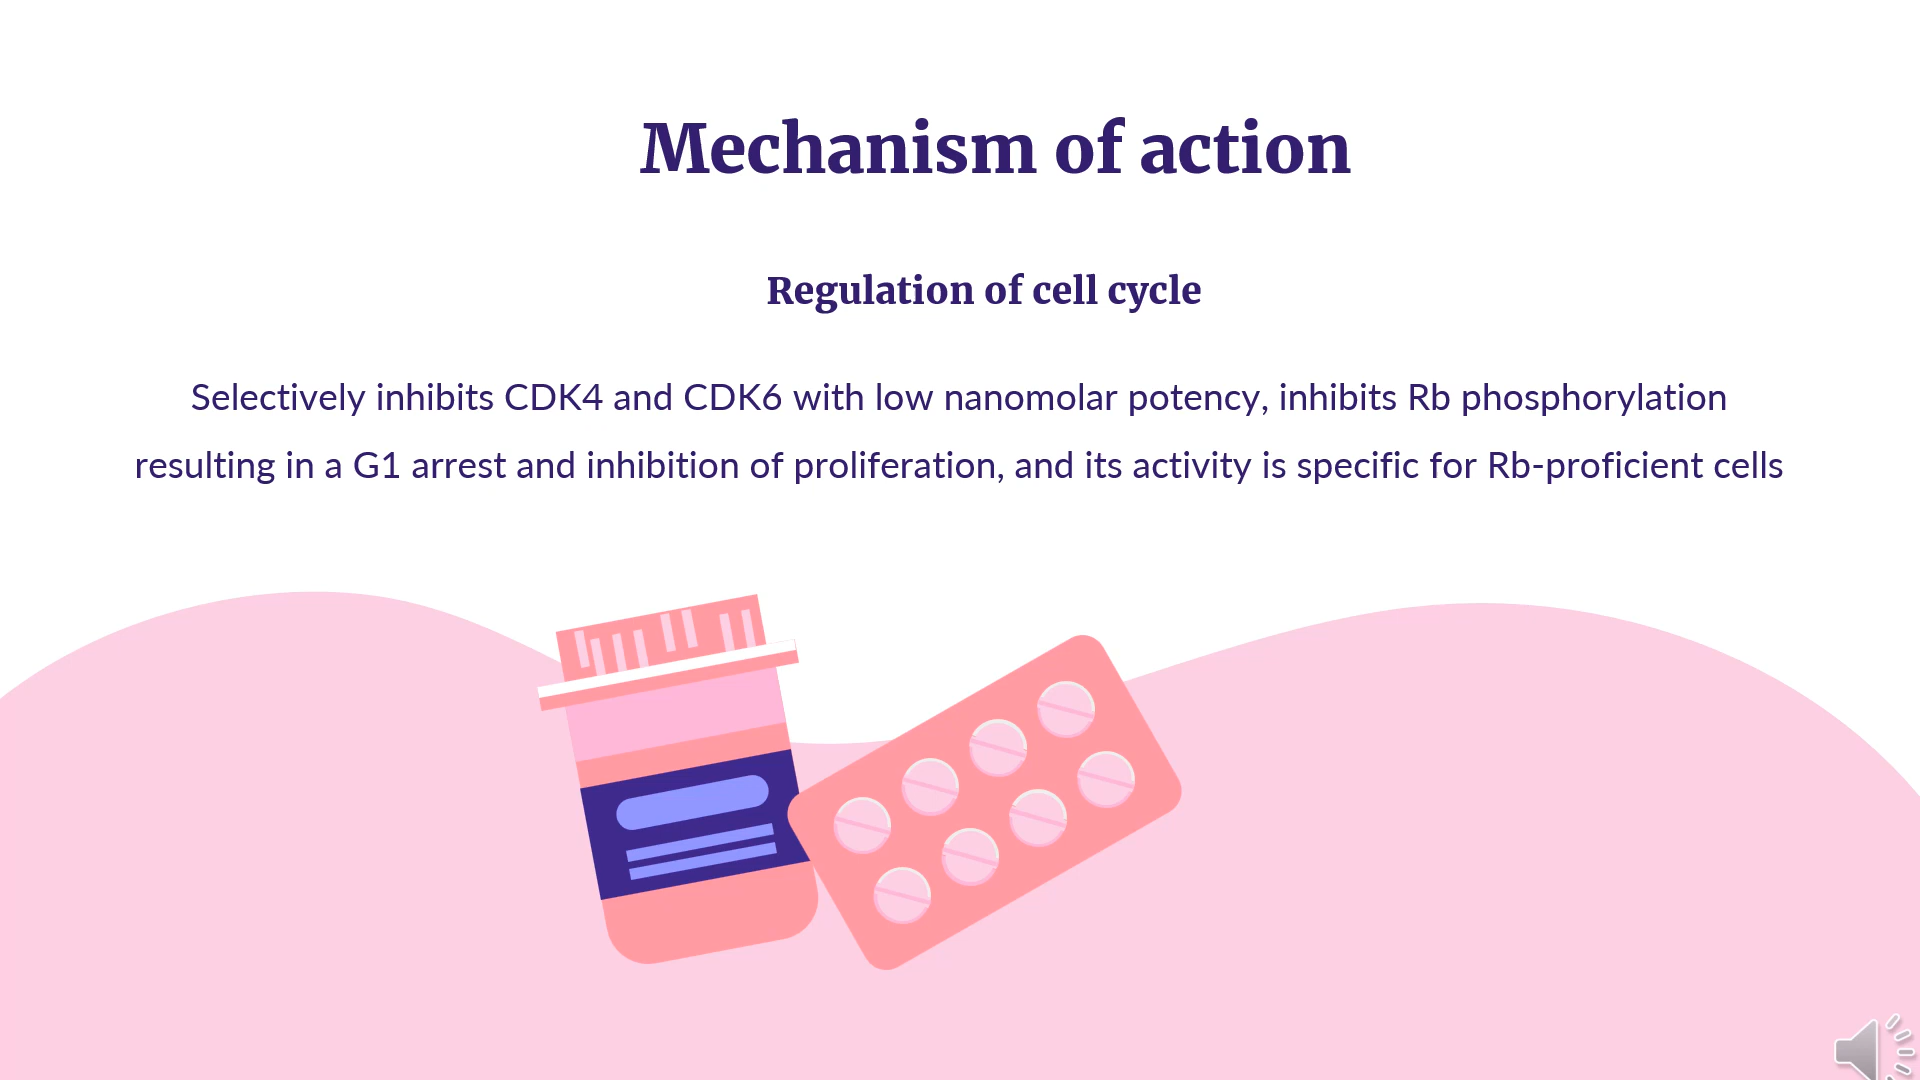 Mechanism of action
Regulation of cell cycle
Selectively inhibits CDK4 and CDK6 with low nanomolar potency, inhibits Rb phosphorylation
resulting in a G1 arrest and inhibition of proliferation, and its activity is specific for Rb-proficient cells